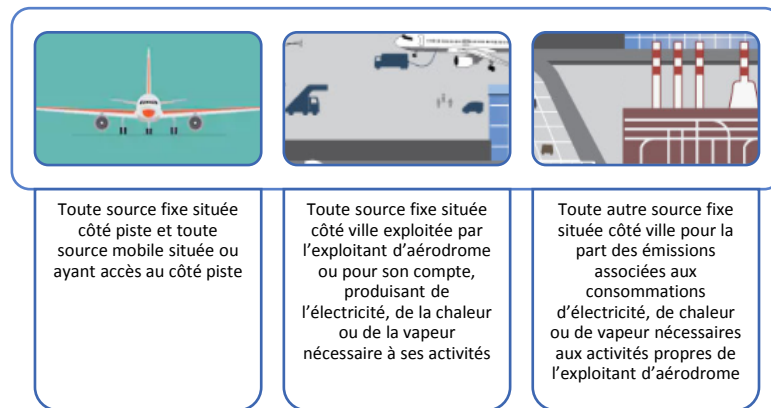 Toute source fixe située
côté piste et toute
source mobile située ou
ayant accès au côté piste
Toute source fixe située
côté ville exploitée par
l’exploitant d’aérodrome
ou pour son compte,
produisant de
l’électricité, de la chaleur
ou de la vapeur
nécessaire à ses activités
Toute autre source fixe
située côté ville pour la
part des émissions
associées aux
consommations
d’électricité, de chaleur
ou de vapeur nécessaires
aux activités propres de
l’exploitant d’aérodrome